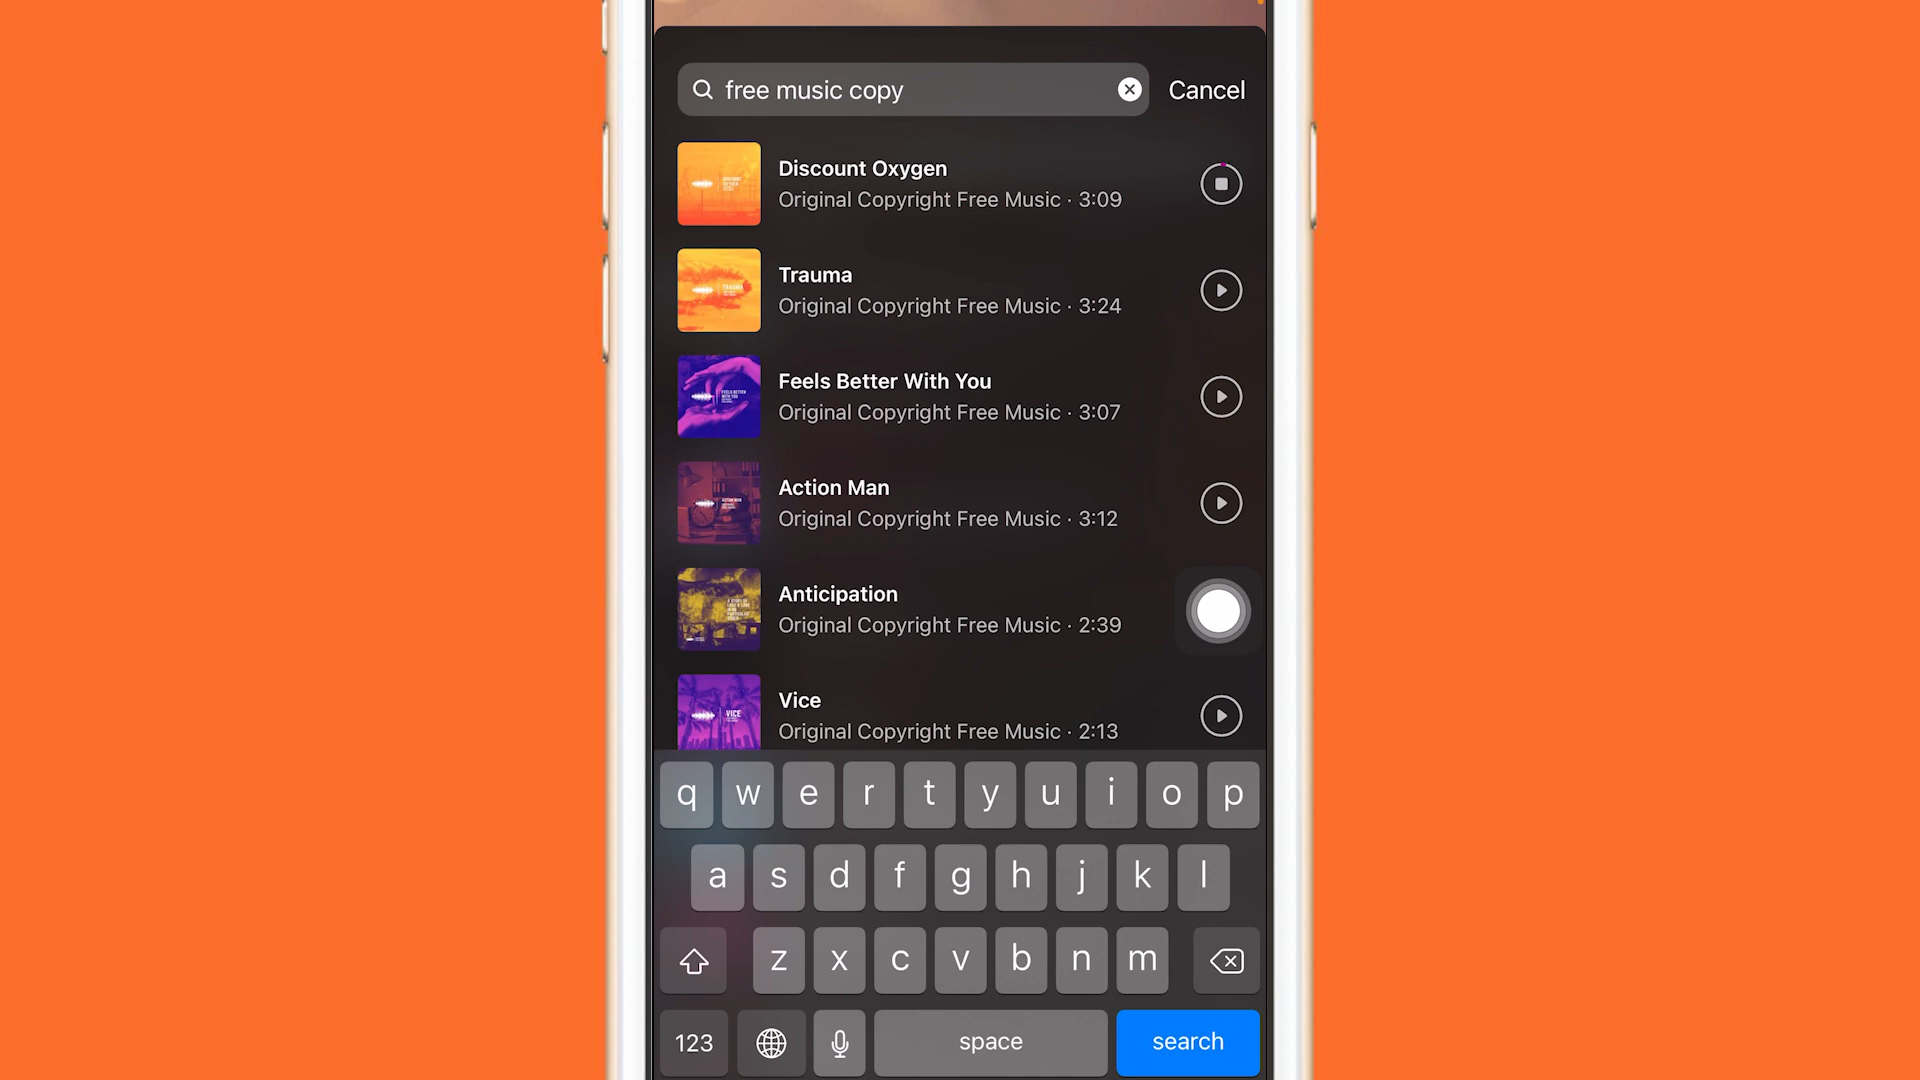 free music copy
Cancel
Discount Oxygen
Original Copyright Free Music · 3:09
Trauma
Original Copyright Free Music · 3:24
Feels Better With You
Original Copyright Free Music · 3:07
Action Man
Original Copyright Free Music · 3:12
Anticipation
Original Copyright Free Music · 2:39
VICE
Vice
Original Copyright Free Music · 2:13
q w e r t y u i o p
a s d f g h j k l
z x c v b n m
123
space
search